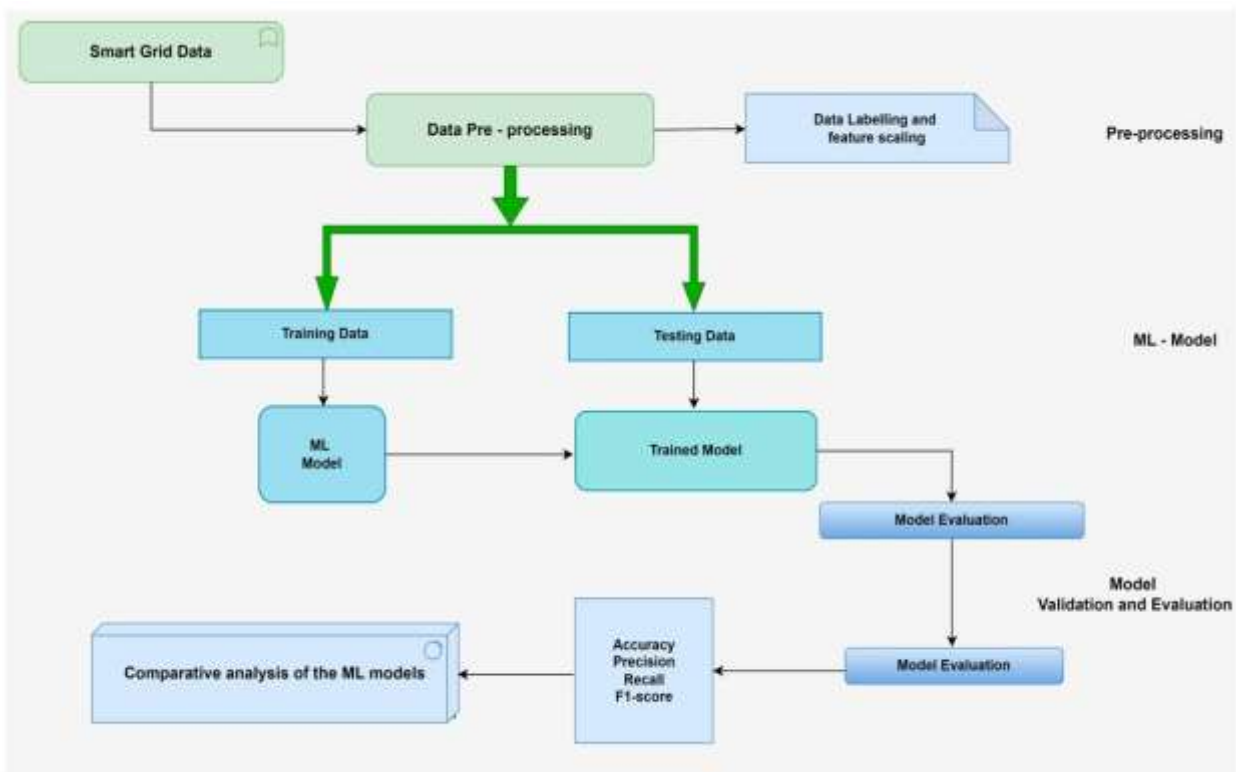 Smart Grid Data
Data Pre - processing
Data Labelling and
feature scaling
Pre-processing
Training Data
Testing Data
ML - Model
ML
Model
Trained Model
Model Evaluation
Model
Validation and Evaluation
Model Evaluation
Accuracy
Precision
Recall
F1-score
Comparative analysis of the ML models